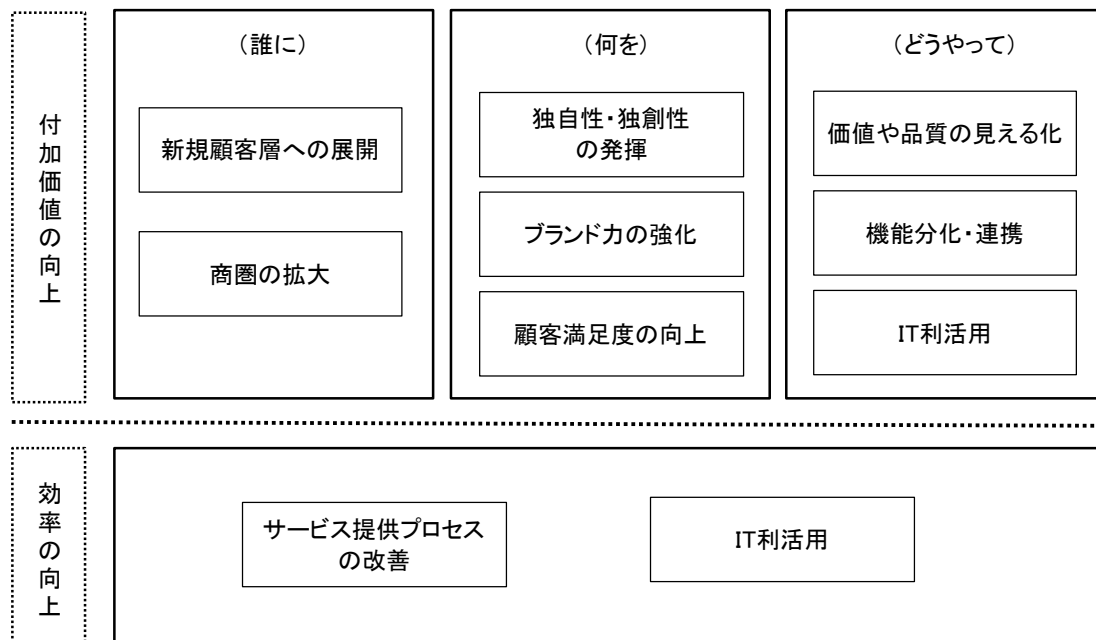 付加価値の向上
(誰に)
新規顧客層への展開
商圏の拡大
(何を)
独自性・独創性
の発揮
ブランド力の強化
顧客満足度の向上
(どうやって)
価値や品質の見える化
機能分化・連携
IT利活用
効率の向上
サービス提供プロセス
の改善
IT利活用